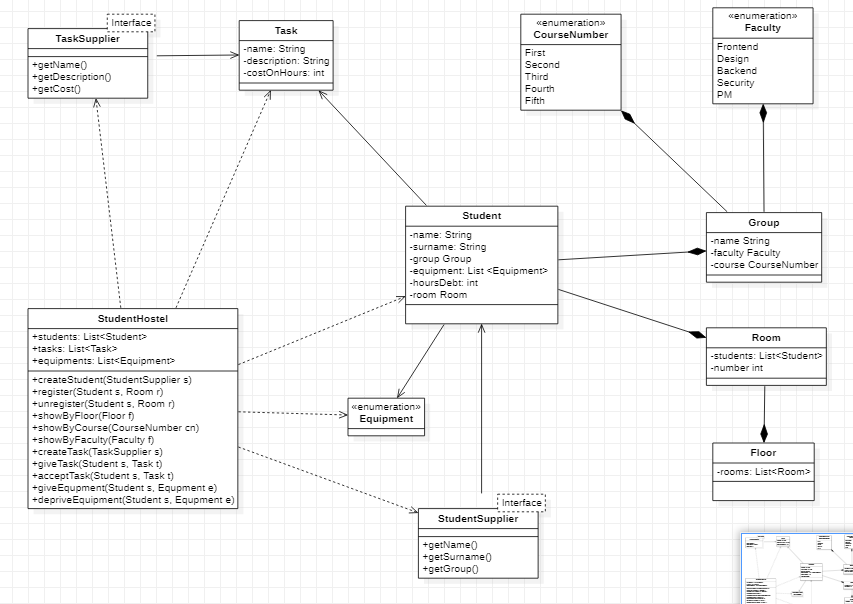 Interface
TaskSupplier
+getName()
+getDescription()
+getCost()
Task
-name: String
-description: String
-costOnHours: int
«enumeration»
CourseNumber
First
Second
Third
Fourth
Fifth
«enumeration»
Faculty
Frontend
Design
Backend
Security
PM
Student
-name: String
-surname: String
-group Group
-equipment: List <Equipment>
-hoursDebt: int
-room Room
Group
-name String
-faculty Faculty
-course CourseNumber
StudentHostel
+students: List<Student>
+tasks: List<Task>
+equipments: List<Equipment>
+createStudent(StudentSupplier s)
+register(Student s, Room r)
+unregister(Student s, Room r)
+showByFloor(Floor f)
+showByCourse(CourseNumber cn)
+showByFaculty(Faculty f)
+createTask(TaskSupplier s)
+giveTask(Student s, Task t)
+acceptTask(Student s, Task t)
+giveEqupment(Student s, Equpment e)
+depriveEquipment(Student s, Equpment e)
Room
-students: List<Student>
-number int
«enumeration»
Equipment
Floor
-rooms: List<Room>
Interface
StudentSupplier
+getName()
+getSurname()
+getGroup()